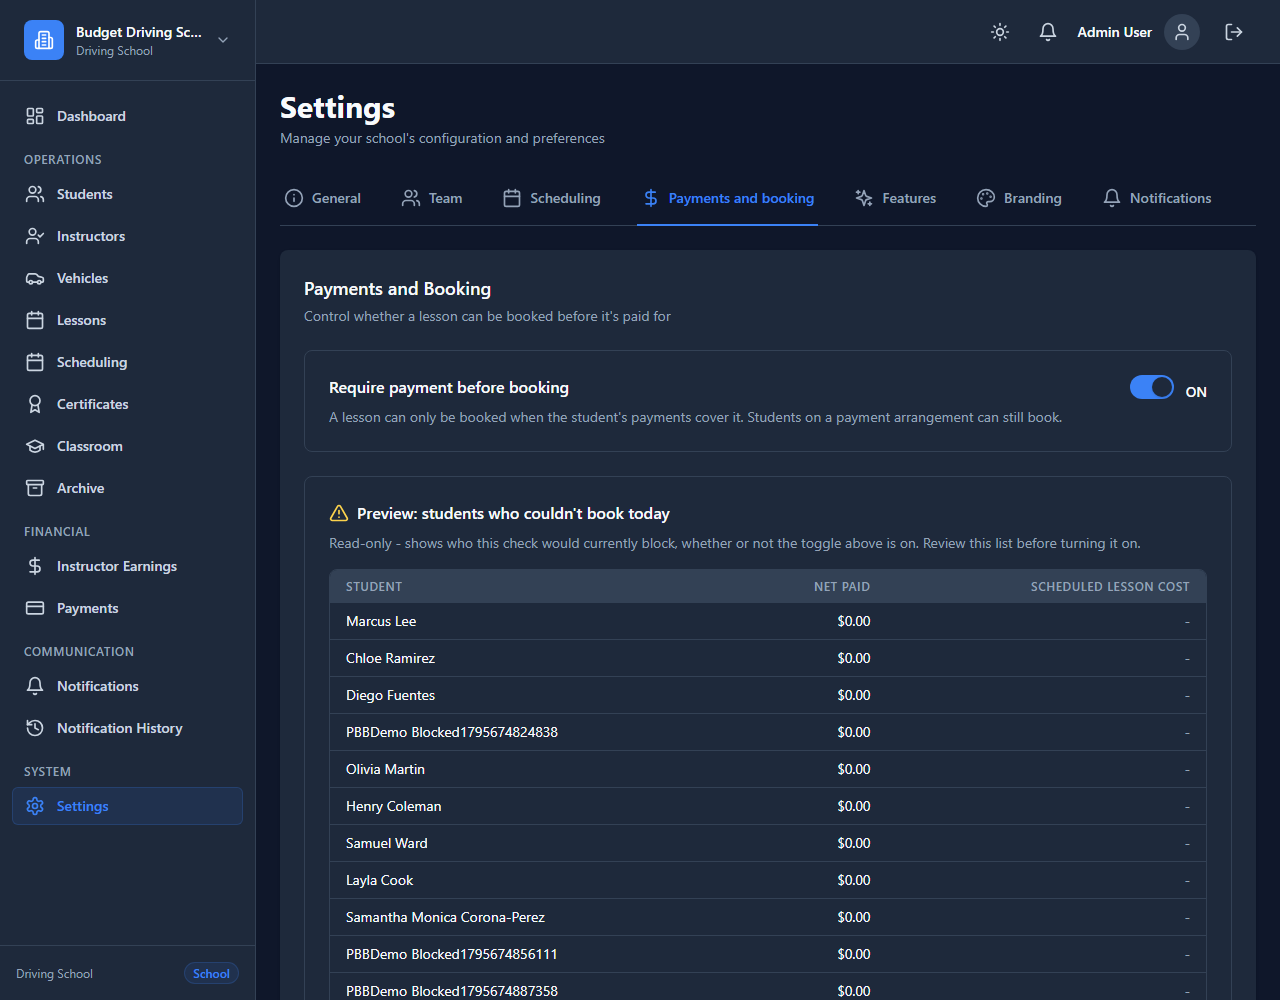 Budget Driving Sc...
Driving School
Admin User
Dashboard
OPERATIONS
Students
Instructors
Vehicles
Lessons
Scheduling
Certificates
Classroom
Archive
FINANCIAL
Instructor Earnings
Payments
COMMUNICATION
Notifications
Notification History
SYSTEM
Settings
Driving School School
Settings
Manage your school's configuration and preferences
General Team Scheduling Payments and booking Features Branding Notifications
Payments and Booking
Control whether a lesson can be booked before it's paid for
Require payment before booking
ON
A lesson can only be booked when the student's payments cover it. Students on a payment arrangement can still book.
Preview: students who couldn't book today
Read-only - shows who this check would currently block, whether or not the toggle above is on. Review this list before turning it on.
STUDENT NET PAID SCHEDULED LESSON COST
Marcus Lee $0.00 -
Chloe Ramirez $0.00 -
Diego Fuentes $0.00 -
PBBDemo Blocked1795674824838 $0.00 -
Olivia Martin $0.00 -
Henry Coleman $0.00 -
Samuel Ward $0.00 -
Layla Cook $0.00 -
Samantha Monica Corona-Perez $0.00 -
PBBDemo Blocked1795674856111 $0.00 -
PBBDemo Blocked1795674887358 $0.00 -